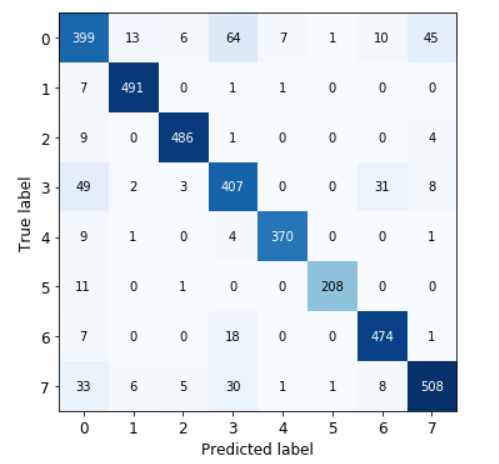 0 399 13 6 64 7 1 10 45
1 7 491 0 1 1 0 0 0
2 9 0 486 1 0 0 0 4
3 49 2 3 407 0 0 31 8
4 9 1 0 4 370 0 0 1
5 11 0 1 0 0 208 0 0
6 7 0 0 18 0 0 474 1
7 33 6 5 30 1 1 8 508
0 1 2 3 4 5 6 7
Predicted label
True label